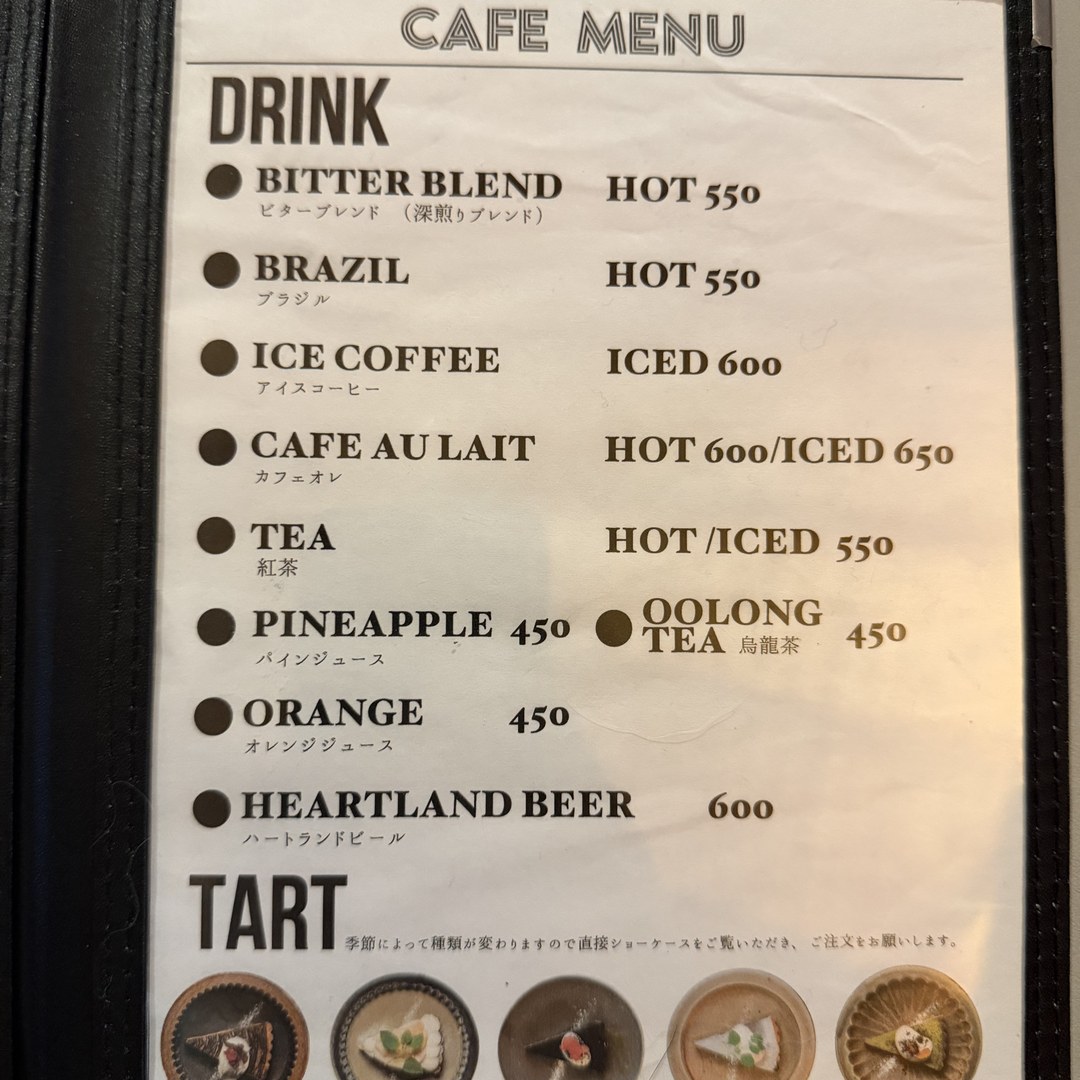 CAFE MENU
DRINK
BITTER BLEND HOT 550
ビターブレンド （深煎りブレンド）
BRAZIL HOT 550
ブラジル
ICE COFFEE ICED 600
アイスコーヒー
CAFE AU LAIT HOT 600/ICED 650
カフェオレ
TEA HOT /ICED 550
紅茶
PINEAPPLE 450
パインジュース
OOLONG
TEA 烏龍茶 450
ORANGE 450
オレンジジュース
HEARTLAND BEER 600
ハートランドビール
TART
季節によって種類が変わりますので直接ショーケースをご覧いただき、ご注文をお願いします。